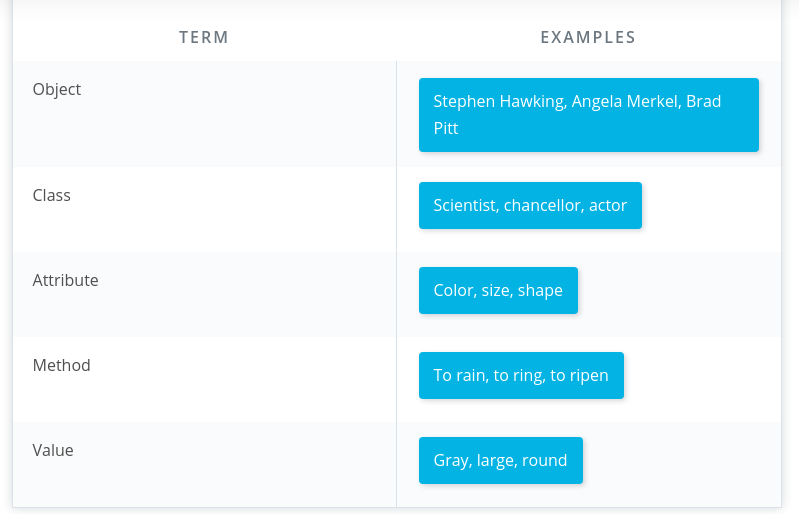 TERM EXAMPLES
Object
Stephen Hawking, Angela Merkel, Brad
Pitt
Class
Scientist, chancellor, actor
Attribute
Color, size, shape
Method
To rain, to ring, to ripen
Value
Gray, large, round